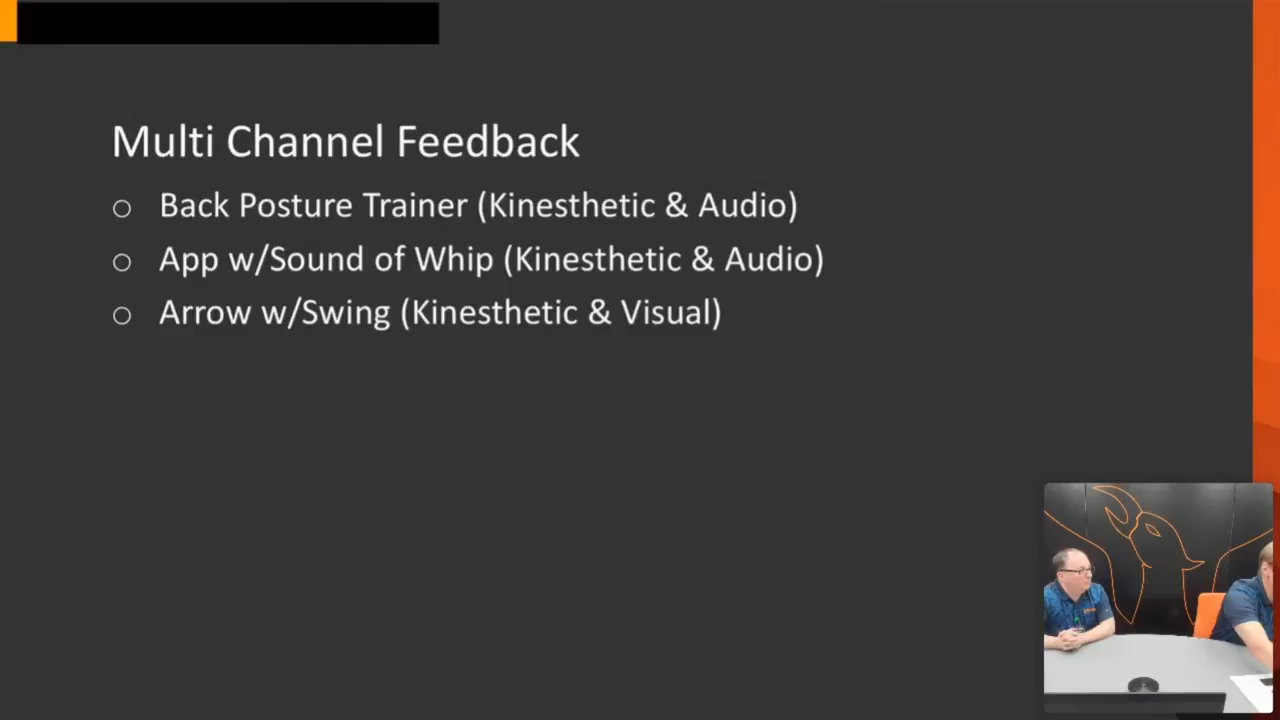 Multi Channel Feedback
○ Back Posture Trainer (Kinesthetic & Audio)
○ App w/Sound of Whip (Kinesthetic & Audio)
○ Arrow w/Swing (Kinesthetic & Visual)